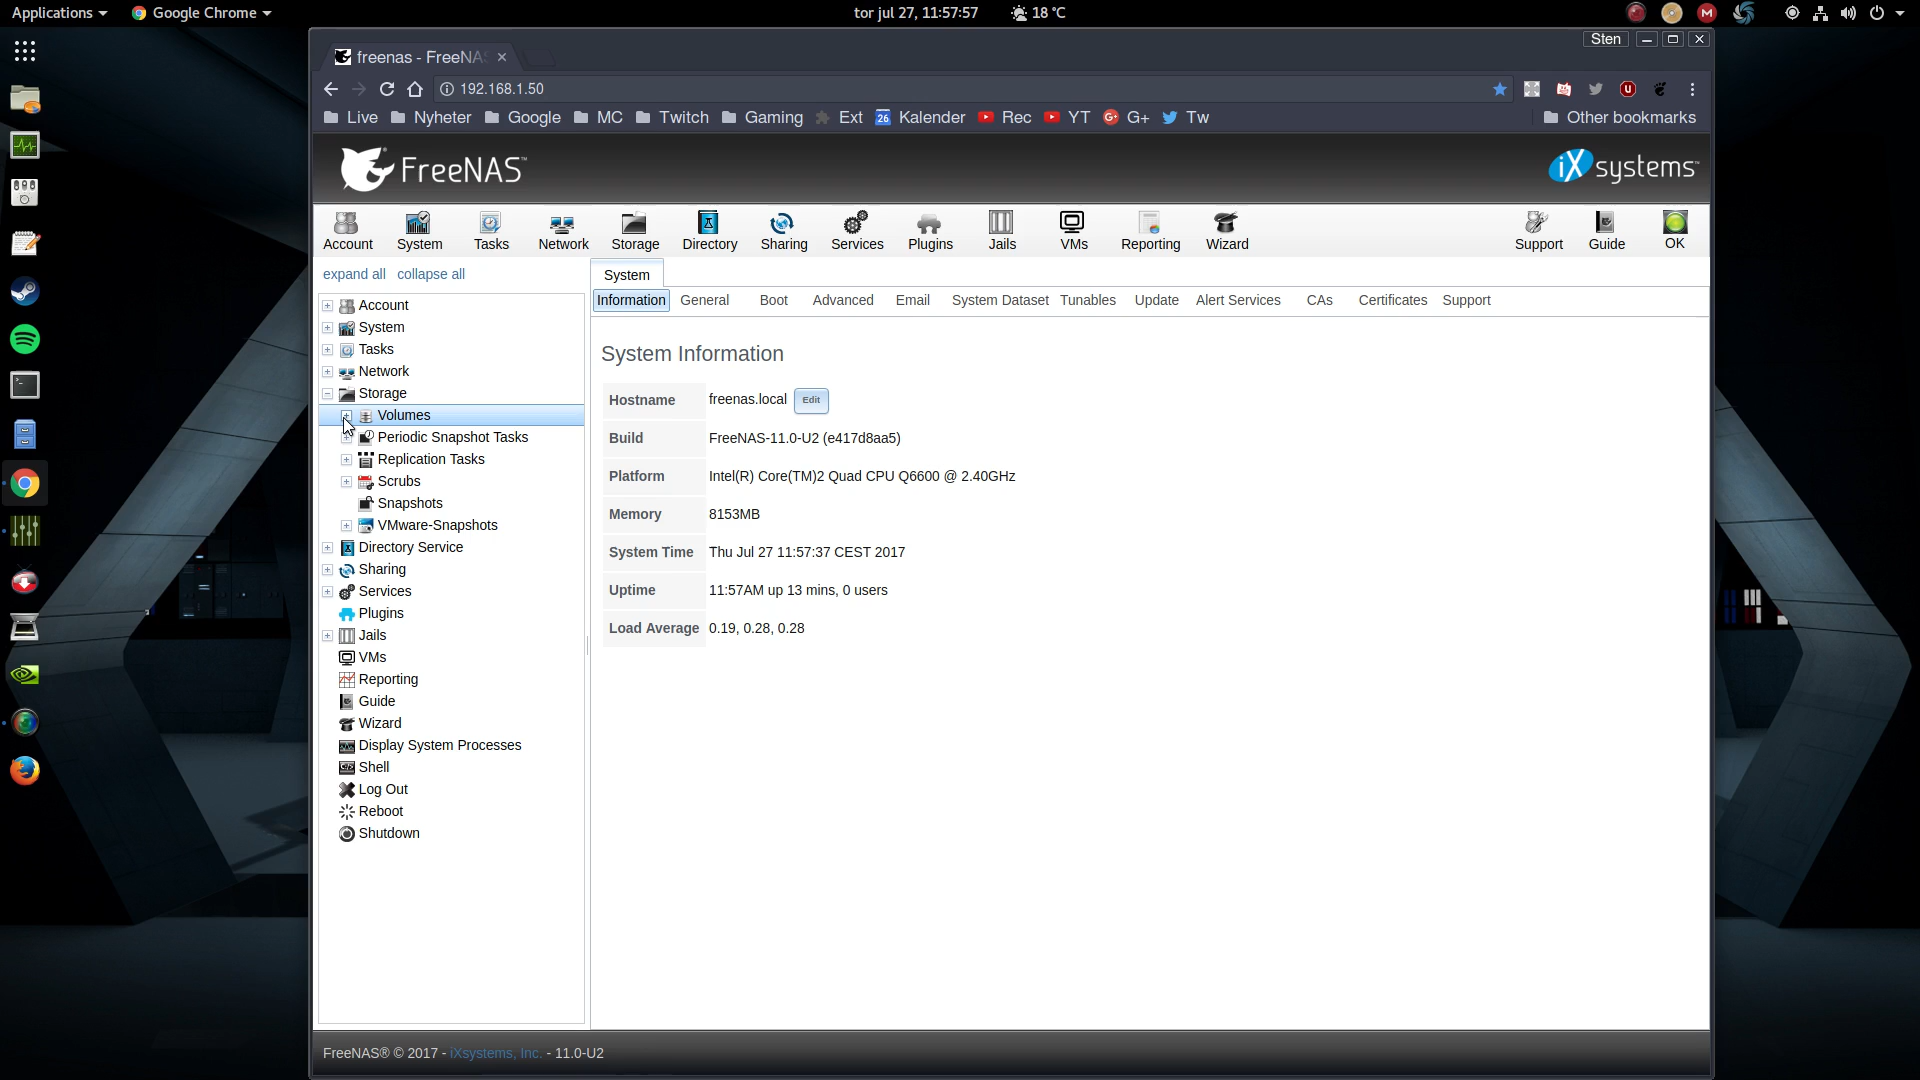 Applications Google Chrome tor jul 27, 11:57:57 18 °C
Sten
freenas - FreeNA
192.168.1.50
Live Nyheter Google MC Twitch Gaming Ext 26 Kalender Rec YT G+ Tw Other bookmarks
FreeNAS™ iXsystems™
Account System Tasks Network Storage Directory Sharing Services Plugins Jails VMs Reporting Wizard Support Guide OK
expand all collapse all
System
Information General Boot Advanced Email System Dataset Tunables Update Alert Services CAs Certificates Support
Account
System
Tasks
Network
Storage
Volumes
Periodic Snapshot Tasks
Replication Tasks
Scrubs
Snapshots
VMware-Snapshots
Directory Service
Sharing
Services
Plugins
Jails
VMs
Reporting
Guide
Wizard
Display System Processes
Shell
Log Out
Reboot
Shutdown
System Information
Hostname freenas.local Edit
Build FreeNAS-11.0-U2 (e417d8aa5)
Platform Intel(R) Core(TM)2 Quad CPU Q6600 @ 2.40GHz
Memory 8153MB
System Time Thu Jul 27 11:57:37 CEST 2017
Uptime 11:57AM up 13 mins, 0 users
Load Average 0.19, 0.28, 0.28
FreeNAS® © 2017 - iXsystems, Inc. - 11.0-U2